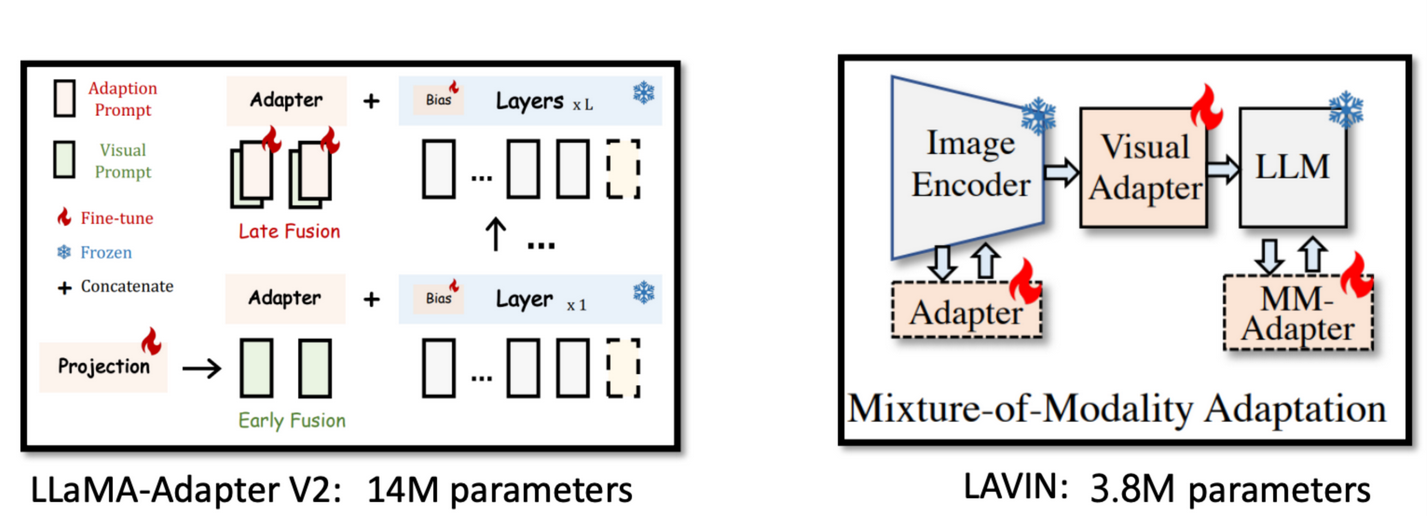 Adaption
Prompt
Visual
Prompt
Fine-tune
Frozen
+ Concatenate
Adapter + Bias Layers x L
...
Late Fusion
...
Adapter + Bias Layer x 1
Projection
...
Early Fusion
LLaMA-Adapter V2: 14M parameters
Image
Encoder
Visual
Adapter
LLM
Adapter
MM-
Adapter
Mixture-of-Modality Adaptation
LAVIN: 3.8M parameters